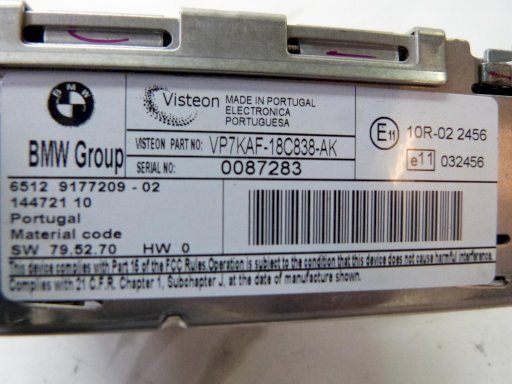 BMW
BMW Group
Visteon
MADE IN PORTUGAL
ELECTRONICA
PORTUGUESA
VISTEON PART NO: VP7KAF-18C838-AK
SERIAL NO: 0087283
E11 10R-02 2456
e11 032456
6512 9177209 - 02
144721 10
Portugal
Material code
SW 79.52.70 HW 0
This device complies with Part 15 of the FCC Rules. Operation is subject to the condition that this device does not cause harmful interference.
Complies with 21 C.F.R. Chapter 1, Subchapter J, at the date of manufacture shown.